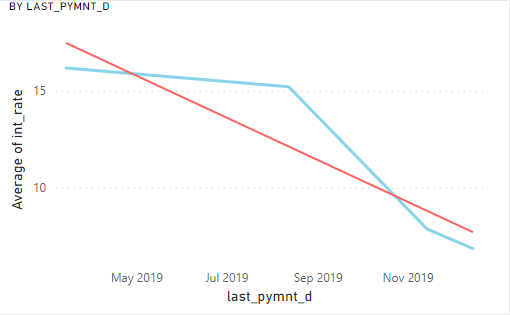 BY LAST_PYMNT_D
Average of int_rate
15
10
May 2019
Jul 2019
Sep 2019
Nov 2019
last_pymnt_d